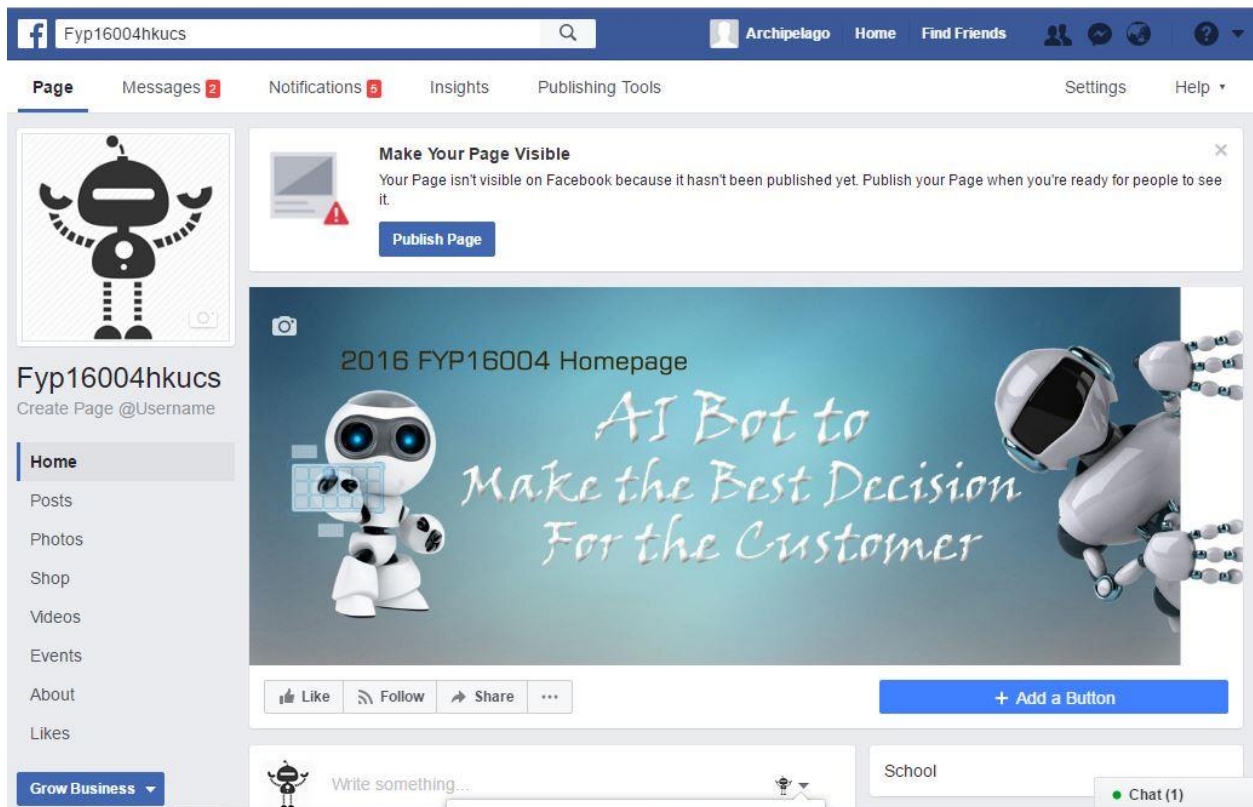 f Fyp16004hkucs Archipelago Home Find Friends ?
Page Messages 2 Notifications 5 Insights Publishing Tools Settings Help
Make Your Page Visible
Your Page isn't visible on Facebook because it hasn't been published yet. Publish your Page when you're ready for people to see
it.
Publish Page
Fyp16004hkucs
Create Page @Username
Home
Posts
Photos
Shop
Videos
Events
About
Likes
Grow Business
2016 FYP16004 Homepage
AI Bot to
Make the Best Decision
For the Customer
Like Follow Share ...
+ Add a Button
Write something...
School
Chat (1)